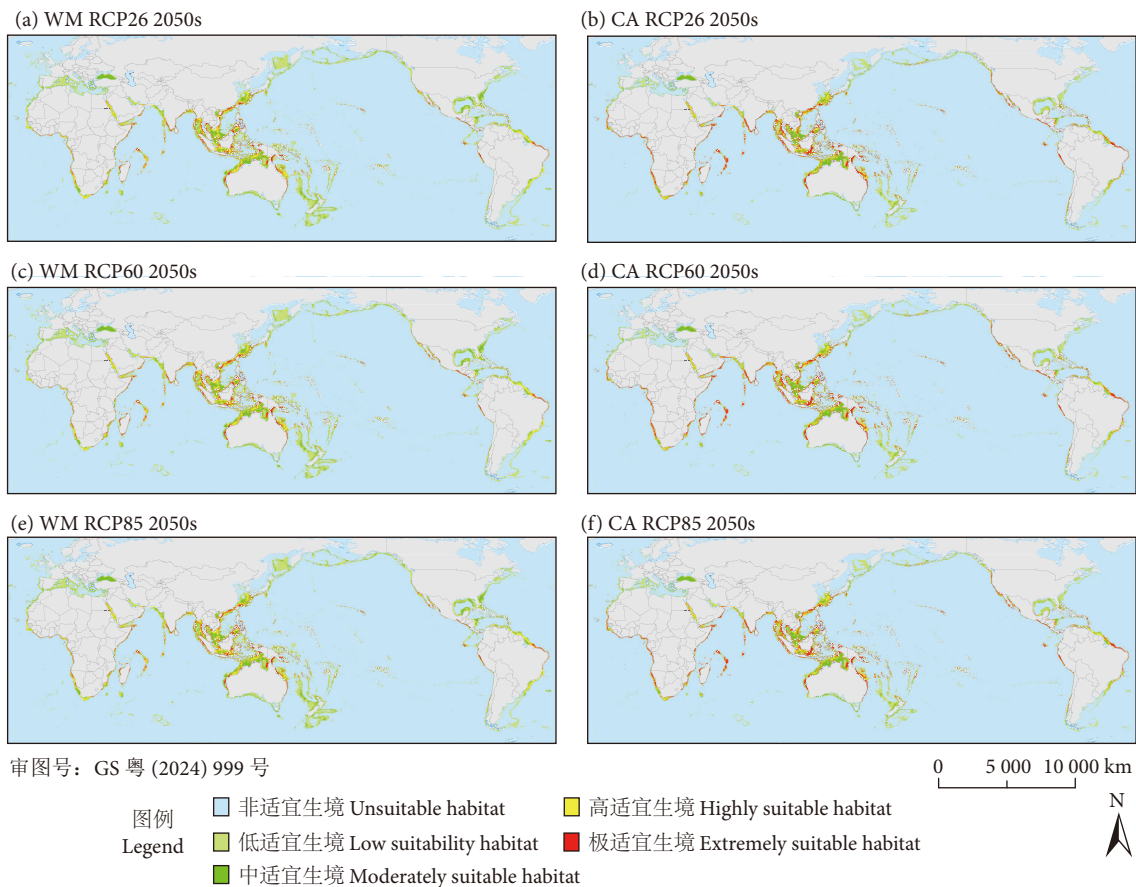 (a) WM RCP26 2050s
(b) CA RCP26 2050s
(c) WM RCP60 2050s
(d) CA RCP60 2050s
(e) WM RCP85 2050s
(f) CA RCP85 2050s
审图号：GS 粤 (2024) 999 号
0 5 000 10 000 km
N
图例
Legend
非适宜生境 Unsuitable habitat
高适宜生境 Highly suitable habitat
低适宜生境 Low suitability habitat
极适宜生境 Extremely suitable habitat
中适宜生境 Moderately suitable habitat